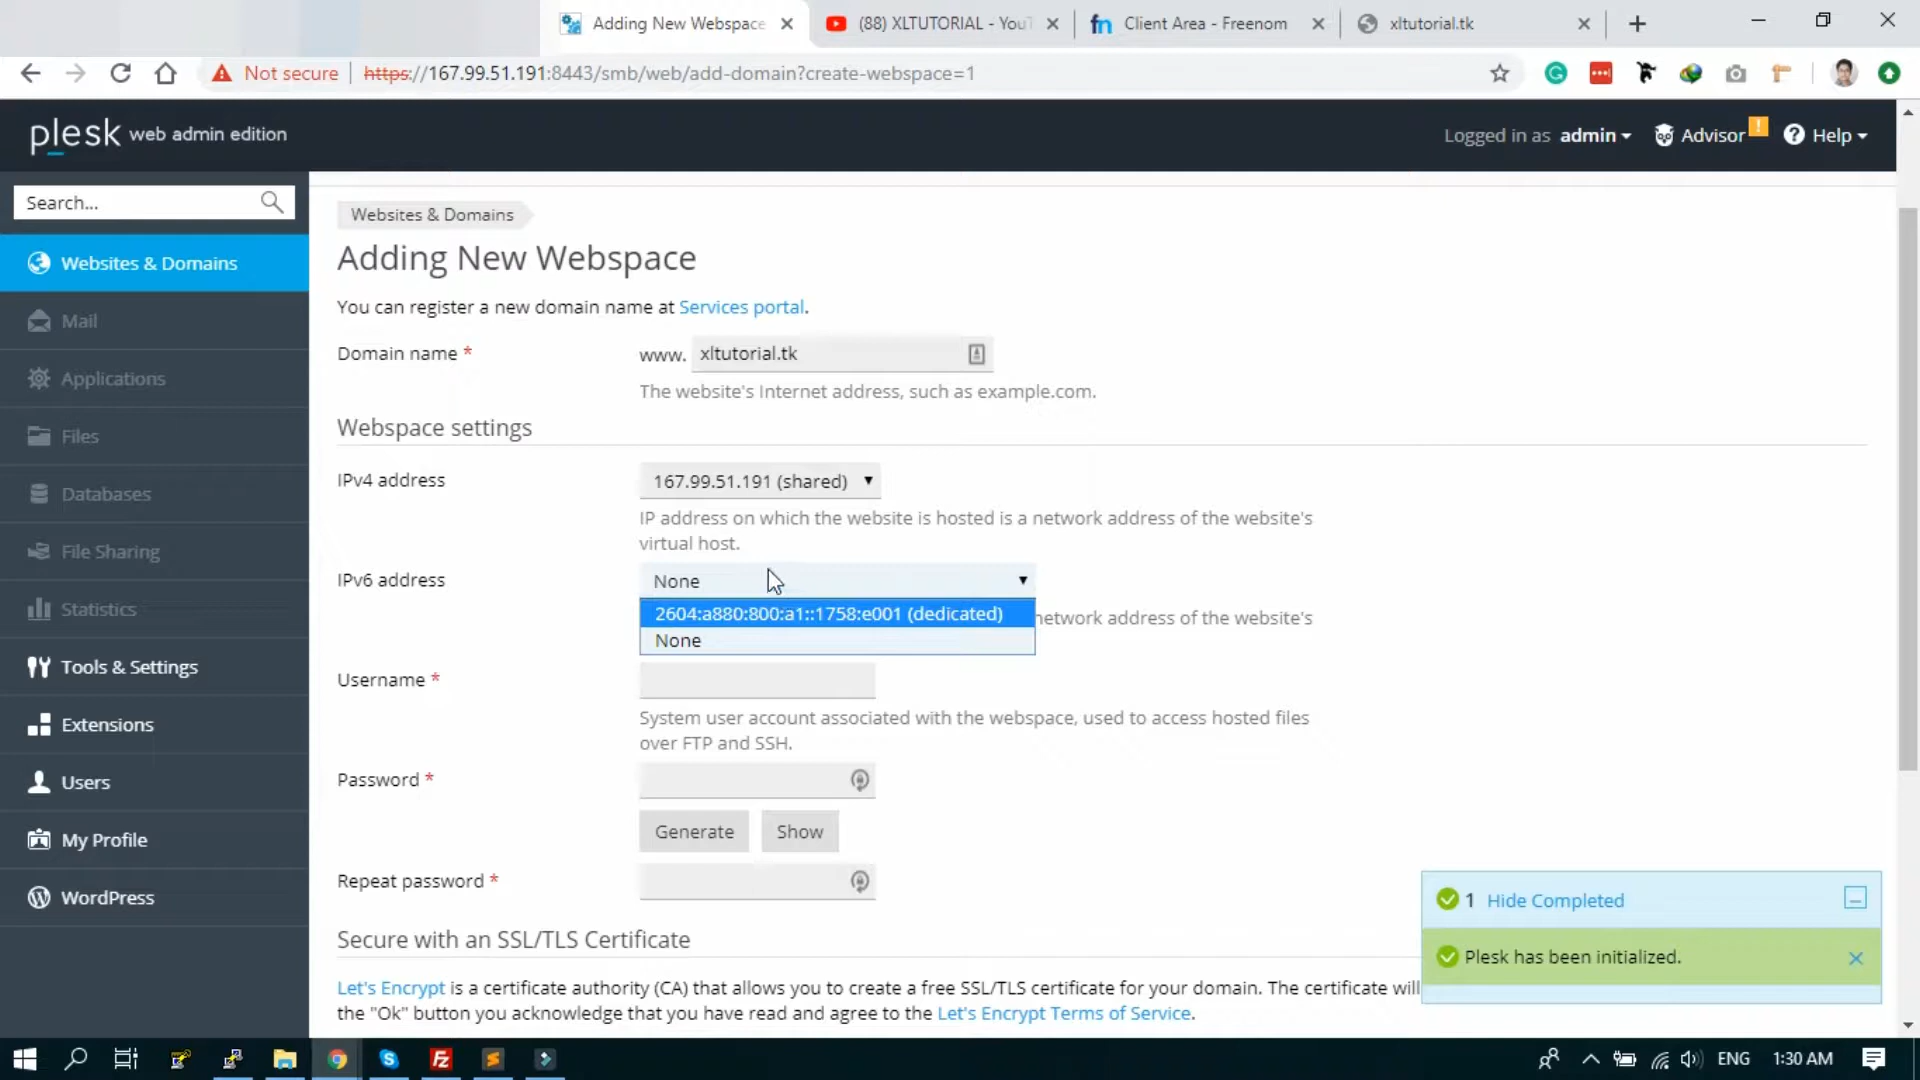 Adding New Webspace
(88) XLTUTORIAL - YouT
Client Area - Freenom
xltutorial.tk
Not secure
https://167.99.51.191:8443/smb/web/add-domain?create-webspace=1
plesk web admin edition
Logged in as admin
Advisor
!
Help
Search...
Websites & Domains
Mail
Applications
Files
Databases
File Sharing
Statistics
Tools & Settings
Extensions
Users
My Profile
WordPress
Websites & Domains
Adding New Webspace
You can register a new domain name at Services portal.
Domain name *
www. xltutorial.tk
The website's Internet address, such as example.com.
Webspace settings
IPv4 address
167.99.51.191 (shared)
IP address on which the website is hosted is a network address of the website's
virtual host.
IPv6 address
None
2604:a880:800:a1::1758:e001 (dedicated)
None
network address of the website's
Username *
System user account associated with the webspace, used to access hosted files
over FTP and SSH.
Password *
Generate
Show
Repeat password *
Secure with an SSL/TLS Certificate
Let's Encrypt is a certificate authority (CA) that allows you to create a free SSL/TLS certificate for your domain. The certificate will
the "Ok" button you acknowledge that you have read and agree to the Let's Encrypt Terms of Service.
1 Hide Completed
Plesk has been initialized.
ENG
1:30 AM